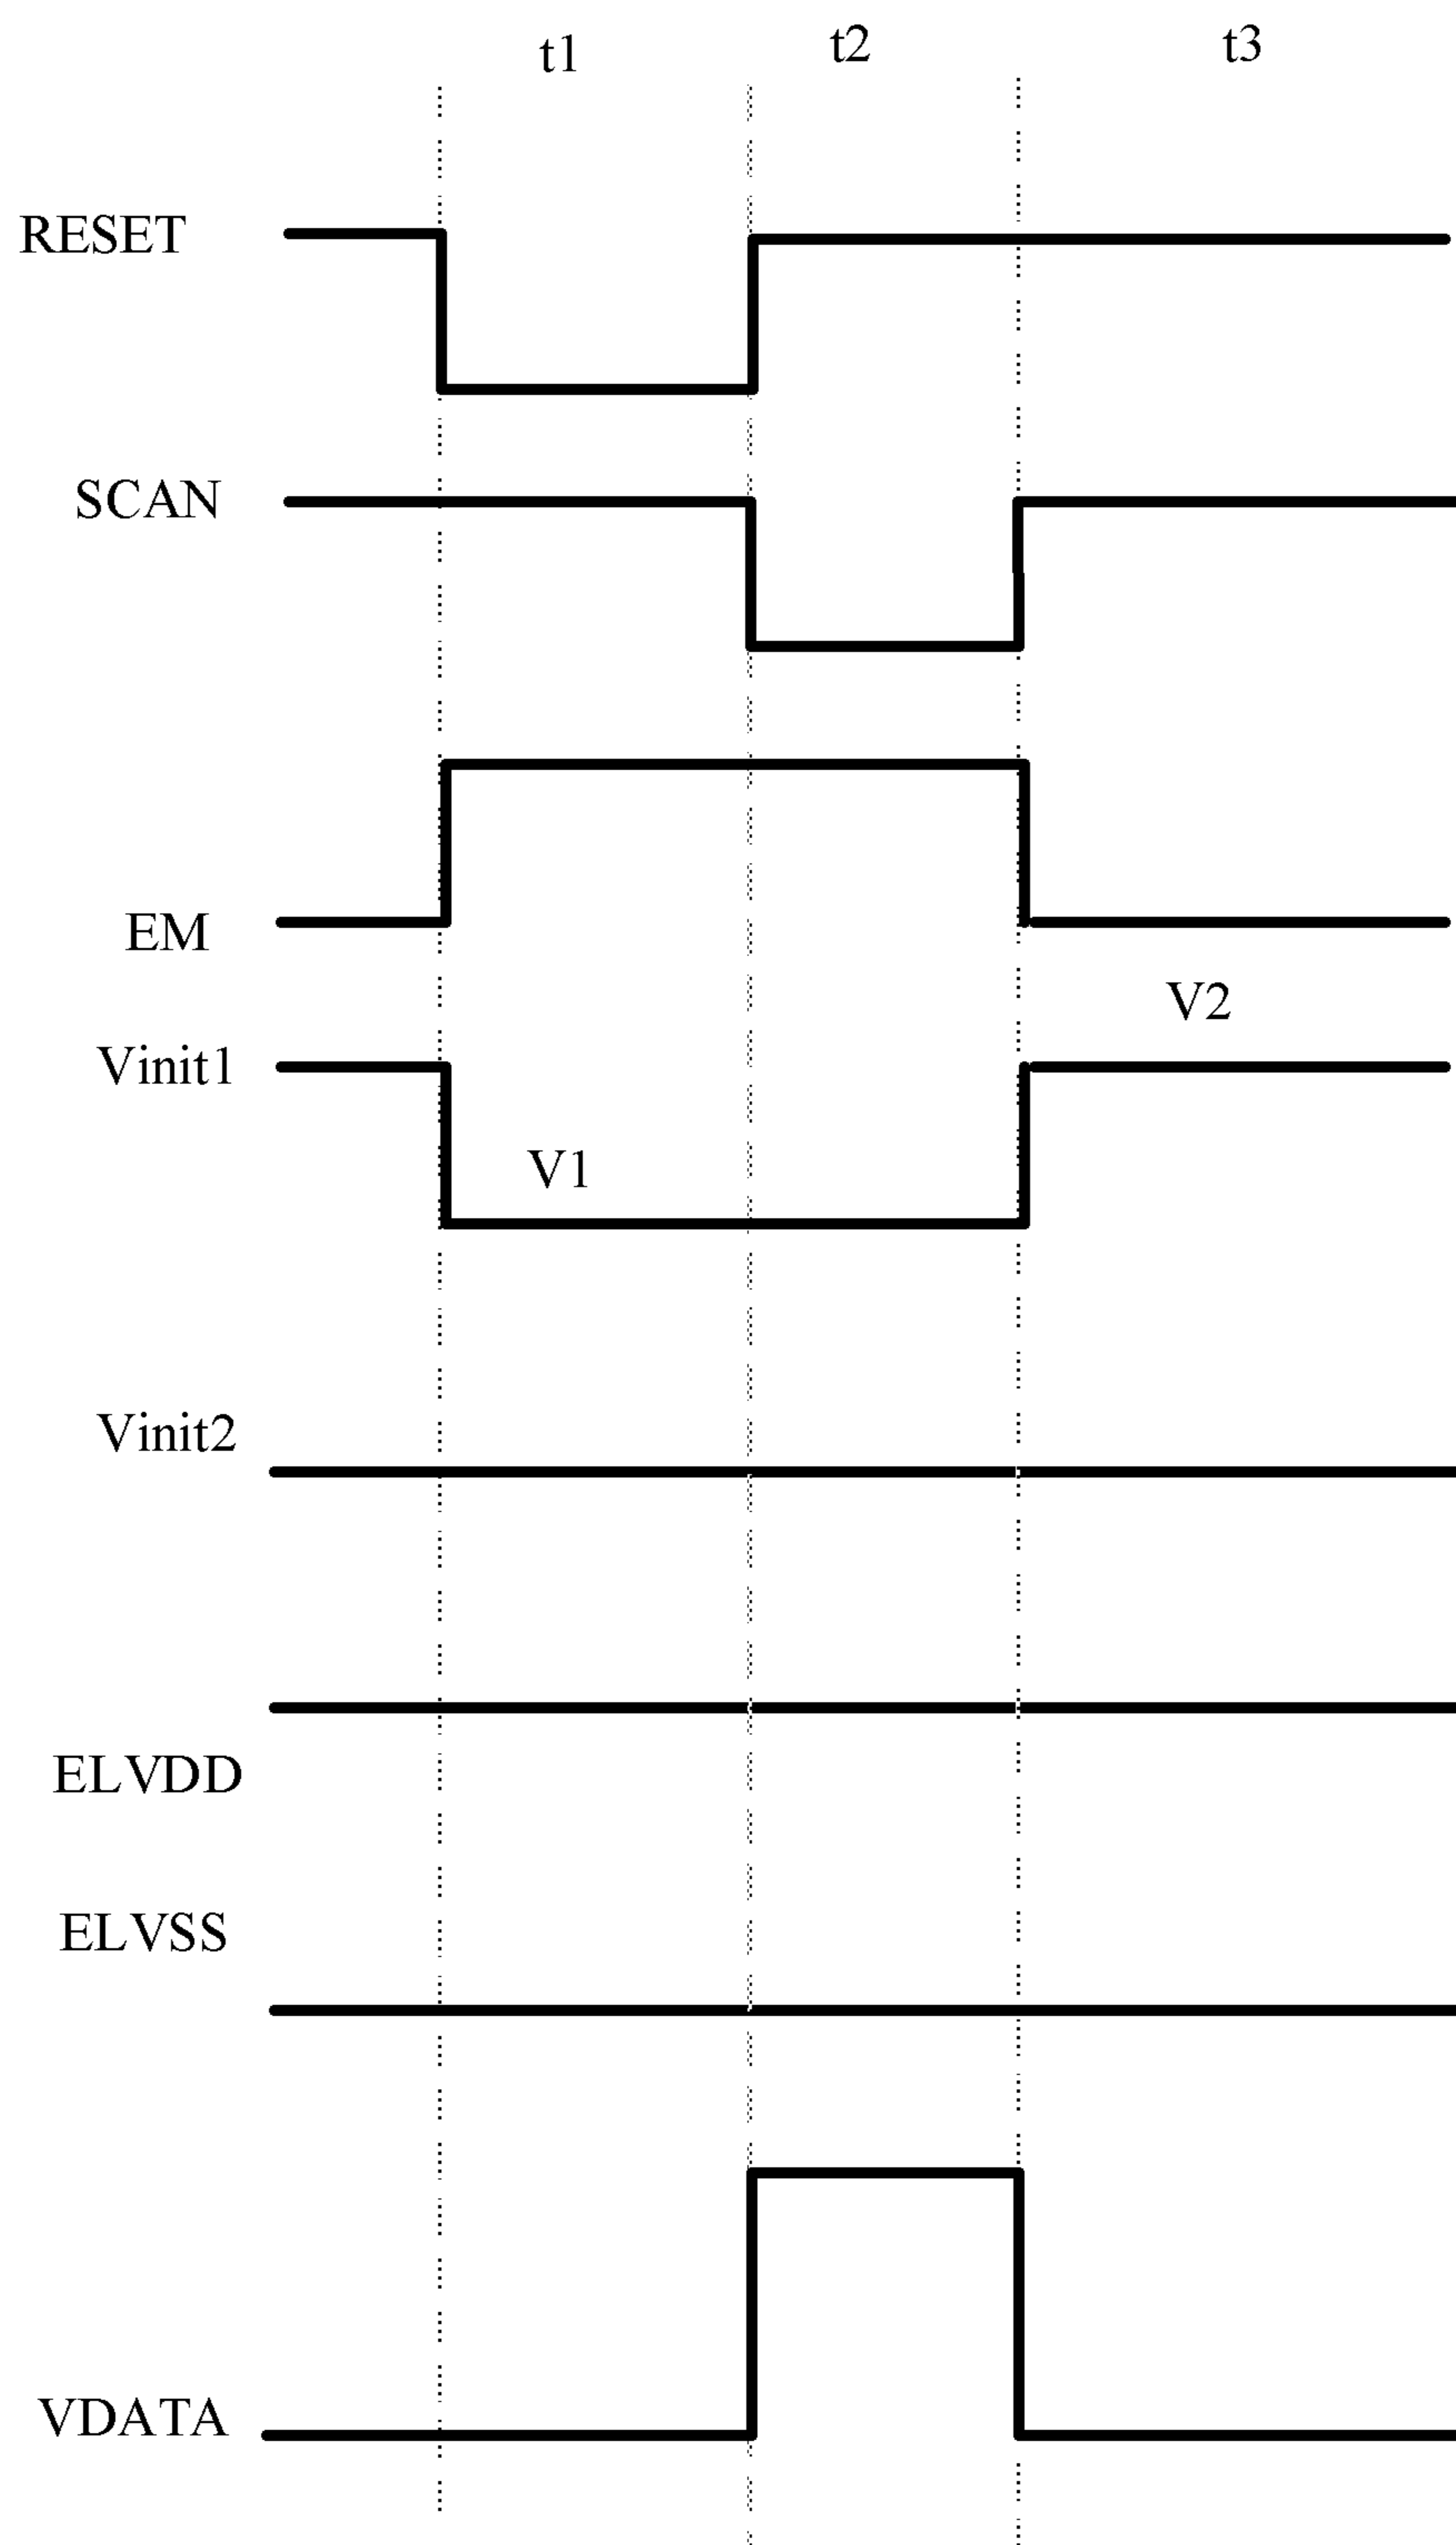 t1 t2 t3
RESET
SCAN
EM
V2
Vinit1
V1
Vinit2
ELVDD
ELVSS
VDATA